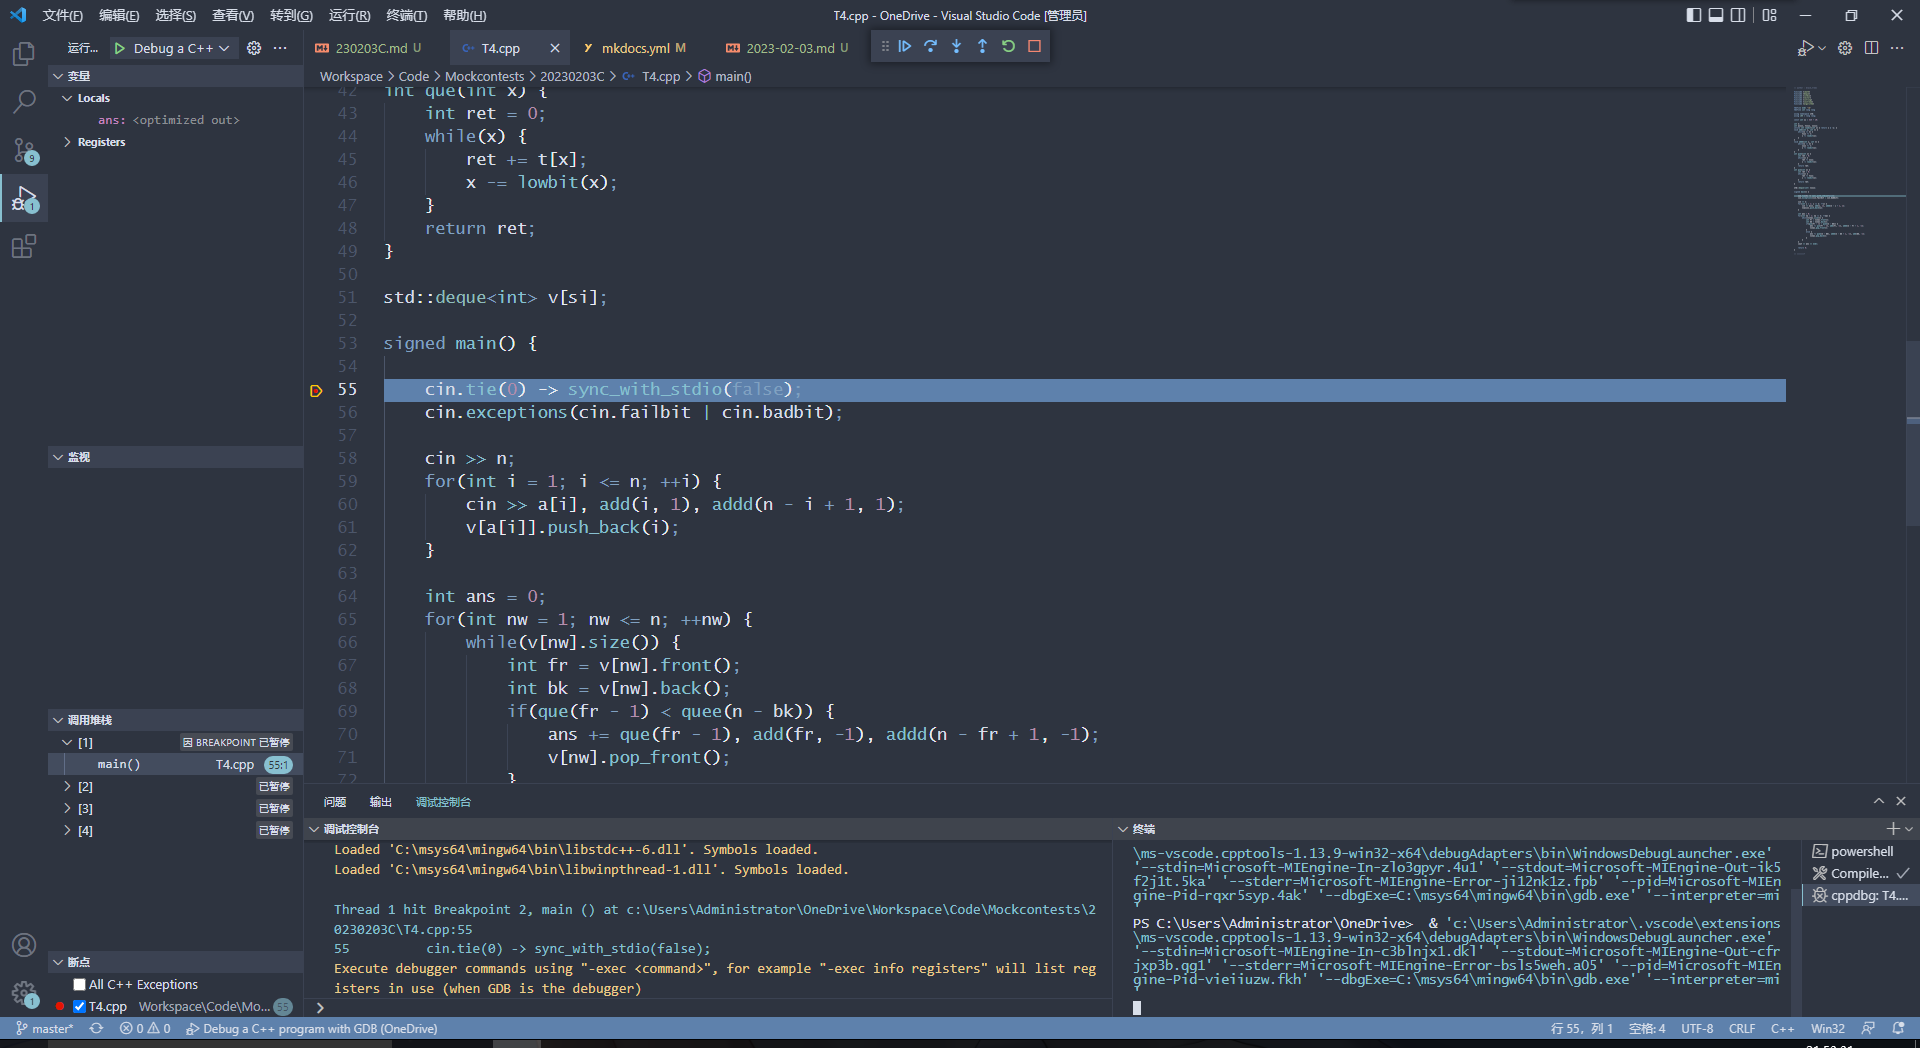 文件(F) 编辑(E) 选择(S) 查看(V) 转到(G) 运行(R) 终端(T) 帮助(H)
T4.cpp - OneDrive - Visual Studio Code [管理员]
运行... Debug a C++
230203C.md U
T4.cpp
mkdocs.yml M
2023-02-03.md U
Workspace > Code > Mockcontests > 20230203C > T4.cpp > main()
变量
Locals
ans: <optimized out>
Registers
监视
调用堆栈
[1] BREAKPOINT 已暂停
main() T4.cpp 55:1
[2] 已暂停
[3] 已暂停
[4] 已暂停
断点
All C++ Exceptions
T4.cpp Workspace\Code\Mo... 55
9
1
1
42 int que(int x) {
43 int ret = 0;
44 while(x) {
45 ret += t[x];
46 x -= lowbit(x);
47 }
48 return ret;
49 }
50
51 std::deque<int> v[si];
52
53 signed main() {
54
55 cin.tie(0) -> sync_with_stdio(false);
56 cin.exceptions(cin.failbit | cin.badbit);
57
58 cin >> n;
59 for(int i = 1; i <= n; ++i) {
60 cin >> a[i], add(i, 1), addd(n - i + 1, 1);
61 v[a[i]].push_back(i);
62 }
63
64 int ans = 0;
65 for(int nw = 1; nw <= n; ++nw) {
66 while(v[nw].size()) {
67 int fr = v[nw].front();
68 int bk = v[nw].back();
69 if(que(fr - 1) < quee(n - bk)) {
70 ans += que(fr - 1), add(fr, -1), addd(n - fr + 1, -1);
71 v[nw].pop_front();
72 }
问题 输出 调试控制台
调试控制台
Loaded 'C:\msys64\mingw64\bin\libstdc++-6.dll'. Symbols loaded.
Loaded 'C:\msys64\mingw64\bin\libwinpthread-1.dll'. Symbols loaded.
Thread 1 hit Breakpoint 2, main () at c:\Users\Administrator\OneDrive\Workspace\Code\Mockcontests\2
0230203C\T4.cpp:55
55 cin.tie(0) -> sync_with_stdio(false);
Execute debugger commands using "-exec <command>", for example "-exec info registers" will list reg
isters in use (when GDB is the debugger)
终端
\ms-vscode.cpptools-1.13.9-win32-x64\debugAdapters\bin\WindowsDebugLauncher.exe'
'--stdin=Microsoft-MIEngine-In-zlo3gpyr.4u1' '--stdout=Microsoft-MIEngine-Out-ik5
f2j1t.5ka' '--stderr=Microsoft-MIEngine-Error-ji12nk1z.fpb' '--pid=Microsoft-MIEn
gine-Pid-rqxr5syp.4ak' '--dbgExe=C:\msys64\mingw64\bin\gdb.exe' '--interpreter=mi
'
PS C:\Users\Administrator\OneDrive> & 'c:\Users\Administrator\.vscode\extensions
\ms-vscode.cpptools-1.13.9-win32-x64\debugAdapters\bin\WindowsDebugLauncher.exe'
'--stdin=Microsoft-MIEngine-In-c3blnjx1.dkl' '--stdout=Microsoft-MIEngine-Out-cfr
jxp3b.gg1' '--stderr=Microsoft-MIEngine-Error-bsls5weh.aO5' '--pid=Microsoft-MIEn
gine-Pid-vieiiuzw.fkh' '--dbgExe=C:\msys64\mingw64\bin\gdb.exe' '--interpreter=mi
'
powershell
Compile...
cppdbg: T4....
master* 0 0 Debug a C++ program with GDB (OneDrive)
行 55, 列 1 空格: 4 UTF-8 CRLF C++ Win32